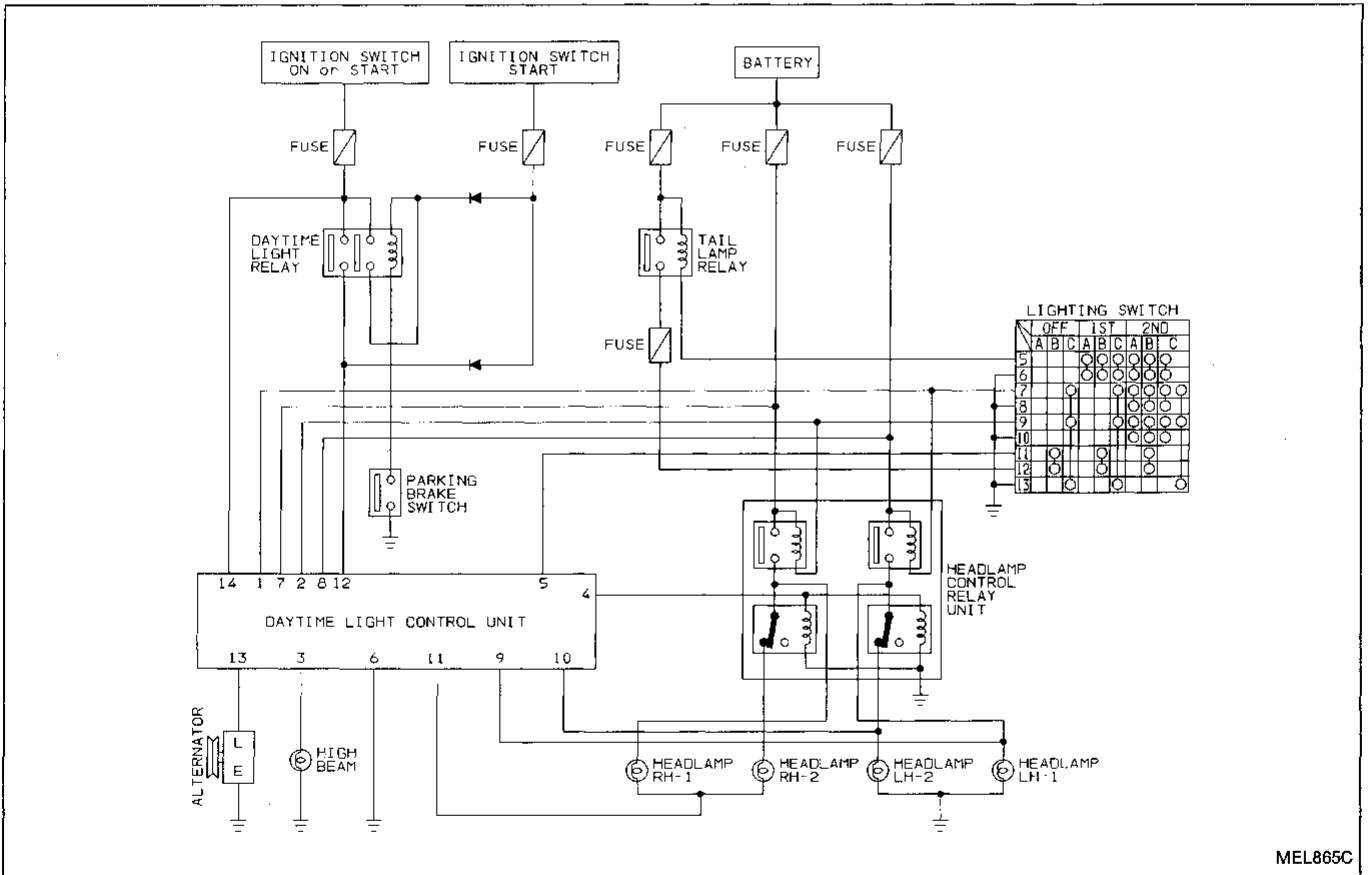 IGNITION SWITCH
ON or START
IGNITION SWITCH
START
BATTERY
FUSE
FUSE
FUSE
FUSE
FUSE
DAYTIME
LIGHT
RELAY
TAIL
LAMP
RELAY
FUSE
LIGHTING SWITCH
OFF 1ST 2ND
A B C A B C A B C
5
6
7
8
9
10
11
12
13
PARKING
BRAKE
SWITCH
HEADLAMP
CONTROL
RELAY
UNIT
14 1 7 2 8 12 5
4
DAYTIME LIGHT CONTROL UNIT
13 3 6 11 9 10
ALTERNATOR
L
E
HIGH
BEAM
HEADLAMP
RH-1
HEADLAMP
RH-2
HEADLAMP
LH-2
HEADLAMP
LH-1
MEL865C